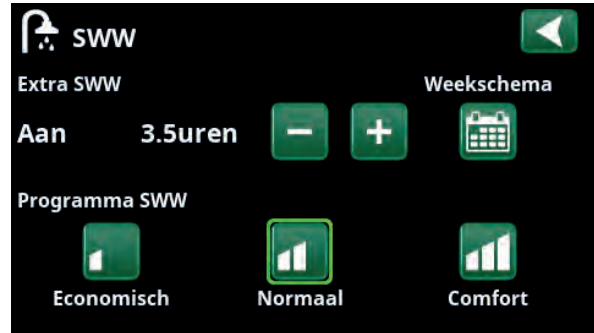 SWW
Extra SWW Weekschema
Aan 3.5uren
Programma SWW
Economisch Normaal Comfort